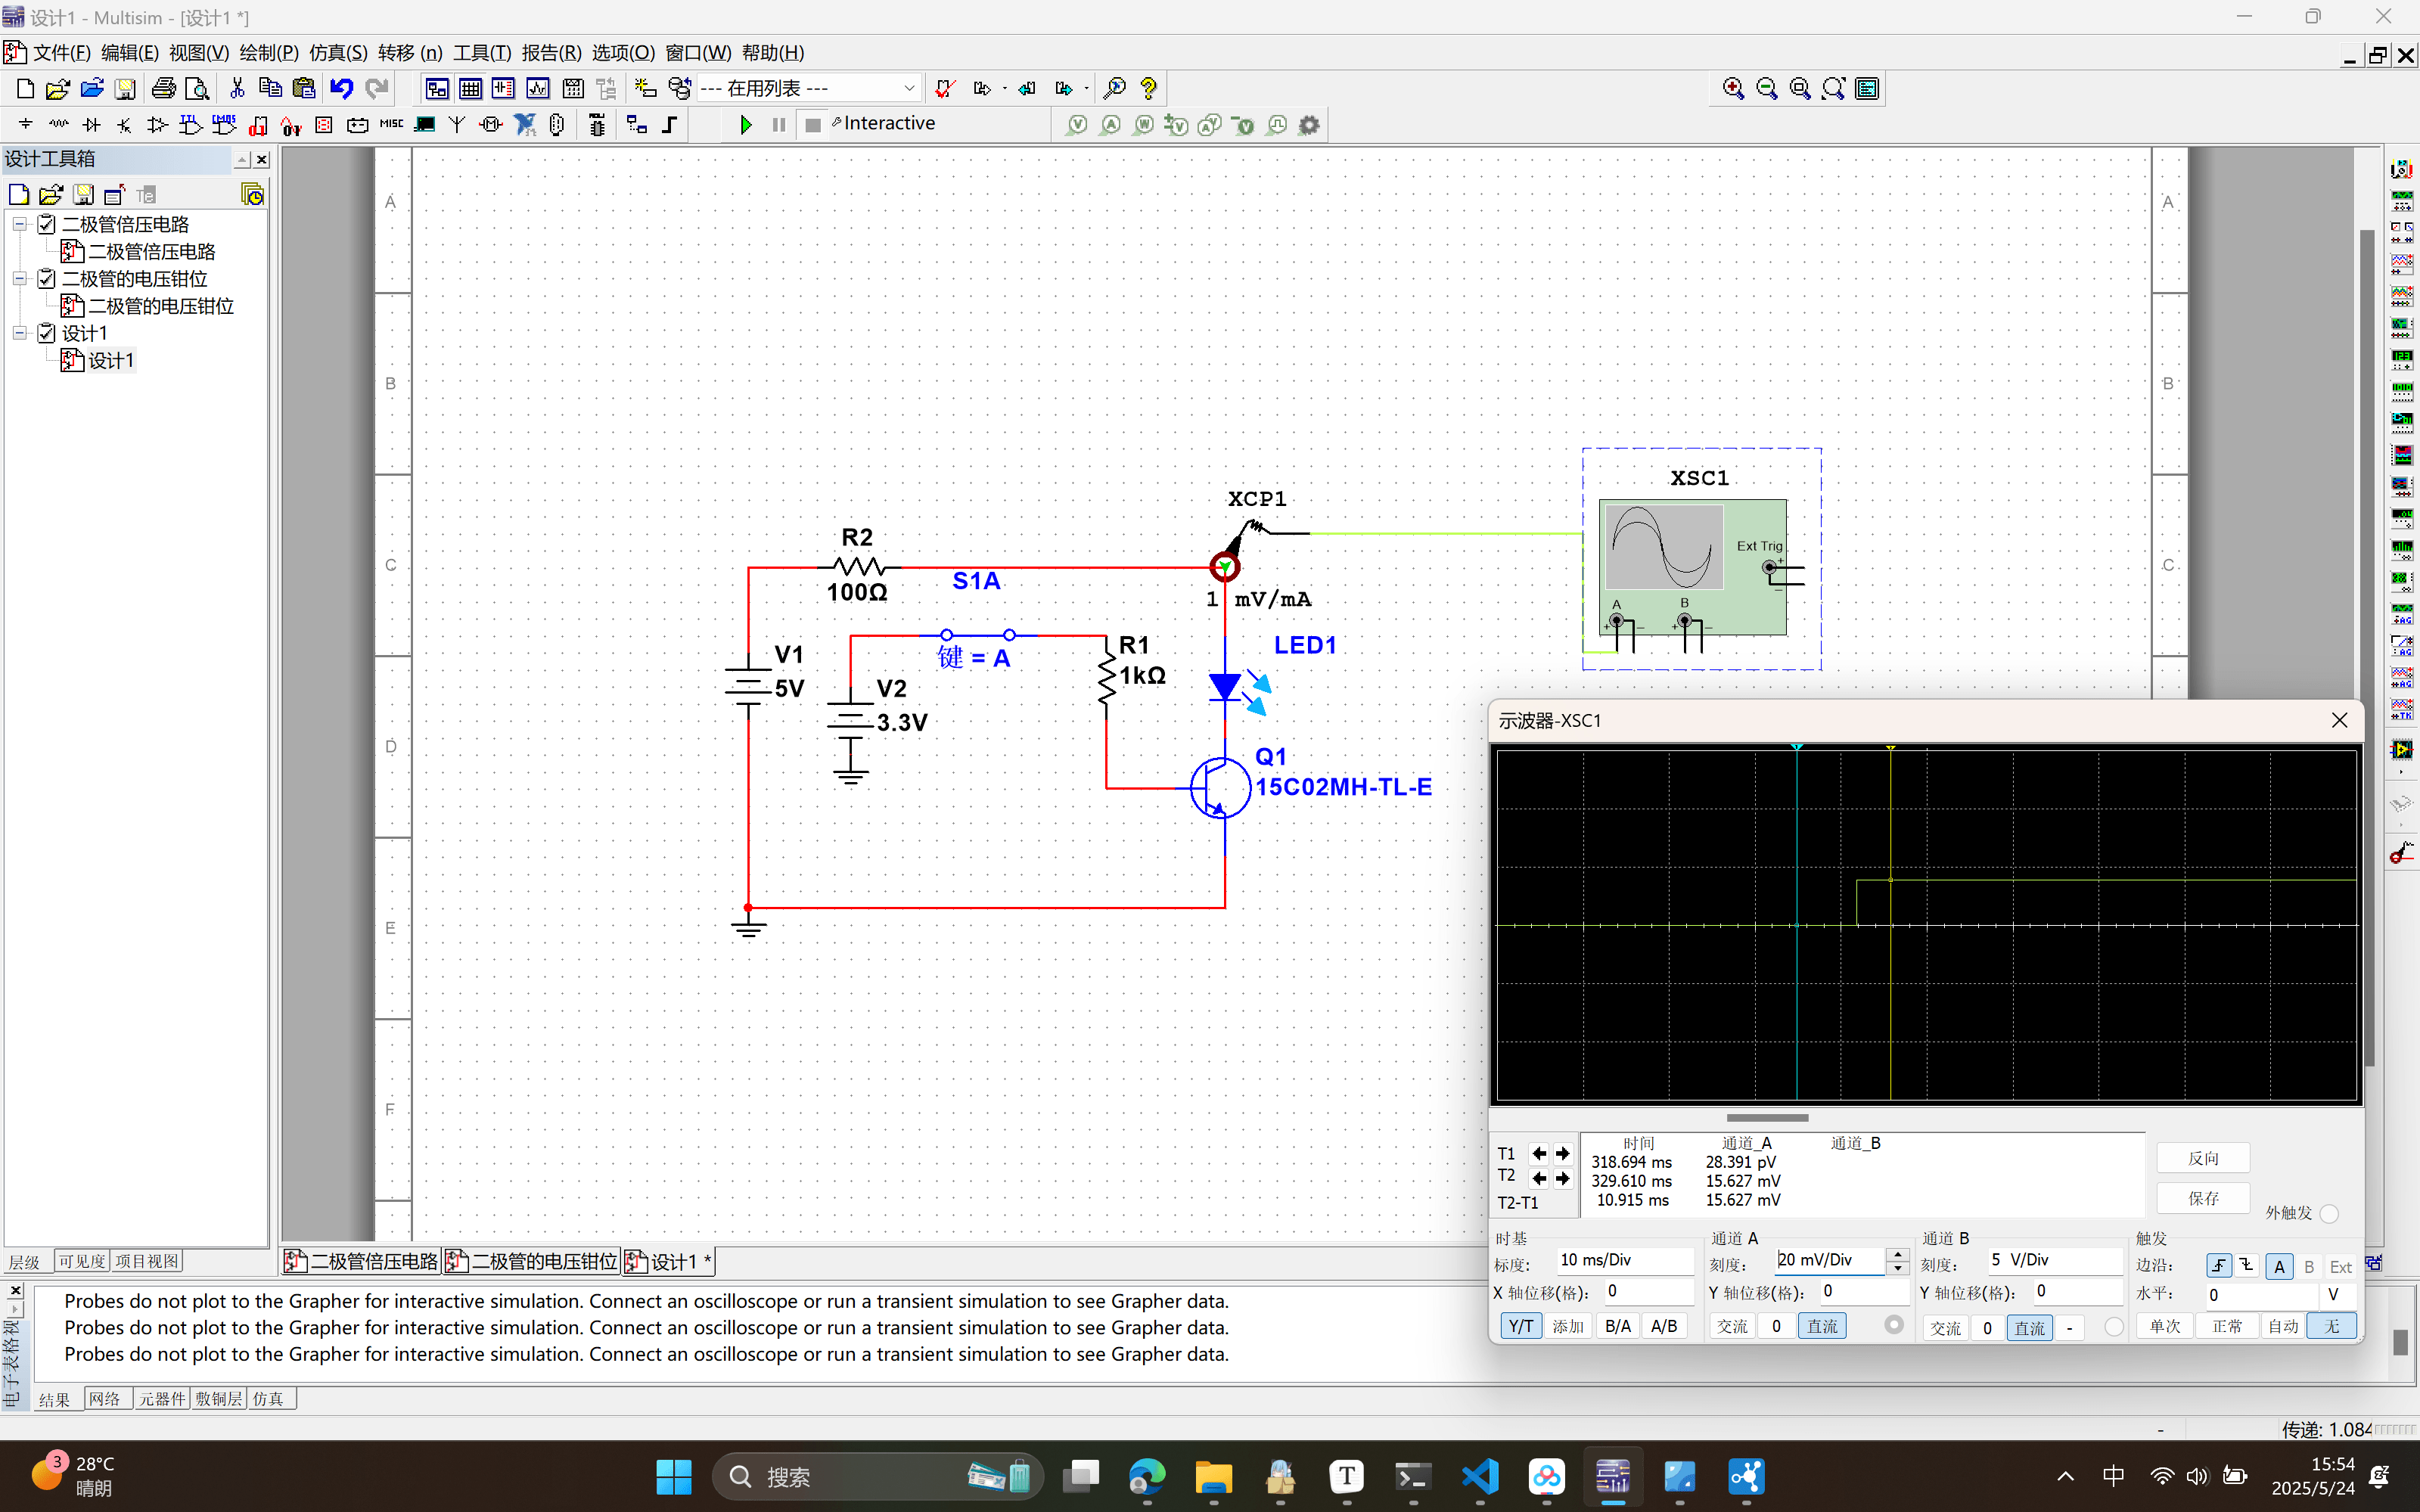 设计1 - Multisim - [设计1 *]
文件(F) 编辑(E) 视图(V) 绘制(P) 仿真(S) 转移 (n) 工具(T) 报告(R) 选项(O) 窗口(W) 帮助(H)
--- 在用列表 ---
MISC
Interactive
设计工具箱
二极管倍压电路
二极管倍压电路
二极管的电压钳位
二极管的电压钳位
设计1
设计1
A
B
C
D
E
F
A
B
C
XCP1
1 mV/mA
R2
100Ω
S1A
键 = A
V1
5V
V2
3.3V
R1
1kΩ
LED1
Q1
15C02MH-TL-E
XSC1
Ext Trig
A
B
示波器-XSC1
时间 通道_A 通道_B
T1 318.694 ms 28.391 pV
T2 329.610 ms 15.627 mV
T2-T1 10.915 ms 15.627 mV
反向
保存
外触发
时基
标度: 10 ms/Div
X 轴位移(格): 0
Y/T 添加 B/A A/B
通道 A
刻度: 20 mV/Div
Y 轴位移(格): 0
交流 0 直流
通道 B
刻度: 5 V/Div
Y 轴位移(格): 0
交流 0 直流 -
触发
边沿: A B Ext
水平: 0 V
单次 正常 自动 无
层级 可见度 项目视图
二极管倍压电路 二极管的电压钳位 设计1 *
Probes do not plot to the Grapher for interactive simulation. Connect an oscilloscope or run a transient simulation to see Grapher data.
Probes do not plot to the Grapher for interactive simulation. Connect an oscilloscope or run a transient simulation to see Grapher data.
Probes do not plot to the Grapher for interactive simulation. Connect an oscilloscope or run a transient simulation to see Grapher data.
电子表格视
结果 网络 元器件 敷铜层 仿真
- 传递: 1.084
3
28°C
晴朗
搜索
中
15:54
2025/5/24